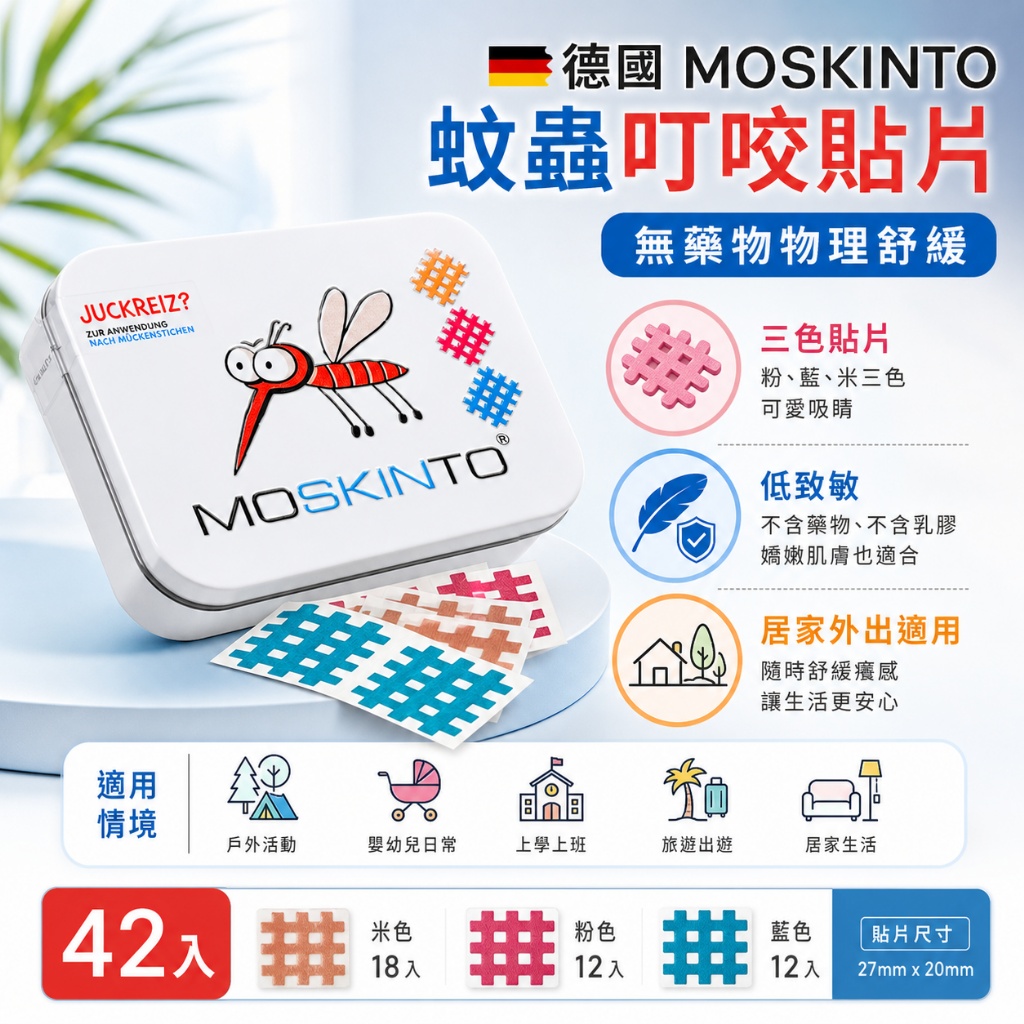 德國 MOSKINTO
蚊蟲叮咬貼片
無藥物物理舒緩
JUCKREIZ?
ZUR ANWENDUNG
NACH MÜCKENSTICHEN
MOSKINTO®
三色貼片
粉、藍、米三色
可愛吸睛
低致敏
不含藥物、不含乳膠
嬌嫩肌膚也適合
居家外出適用
隨時舒緩癢感
讓生活更安心
適用
情境
戶外活動
嬰幼兒日常
上學上班
旅遊出遊
居家生活
42入
米色
18入
粉色
12入
藍色
12入
貼片尺寸
27mm x 20mm